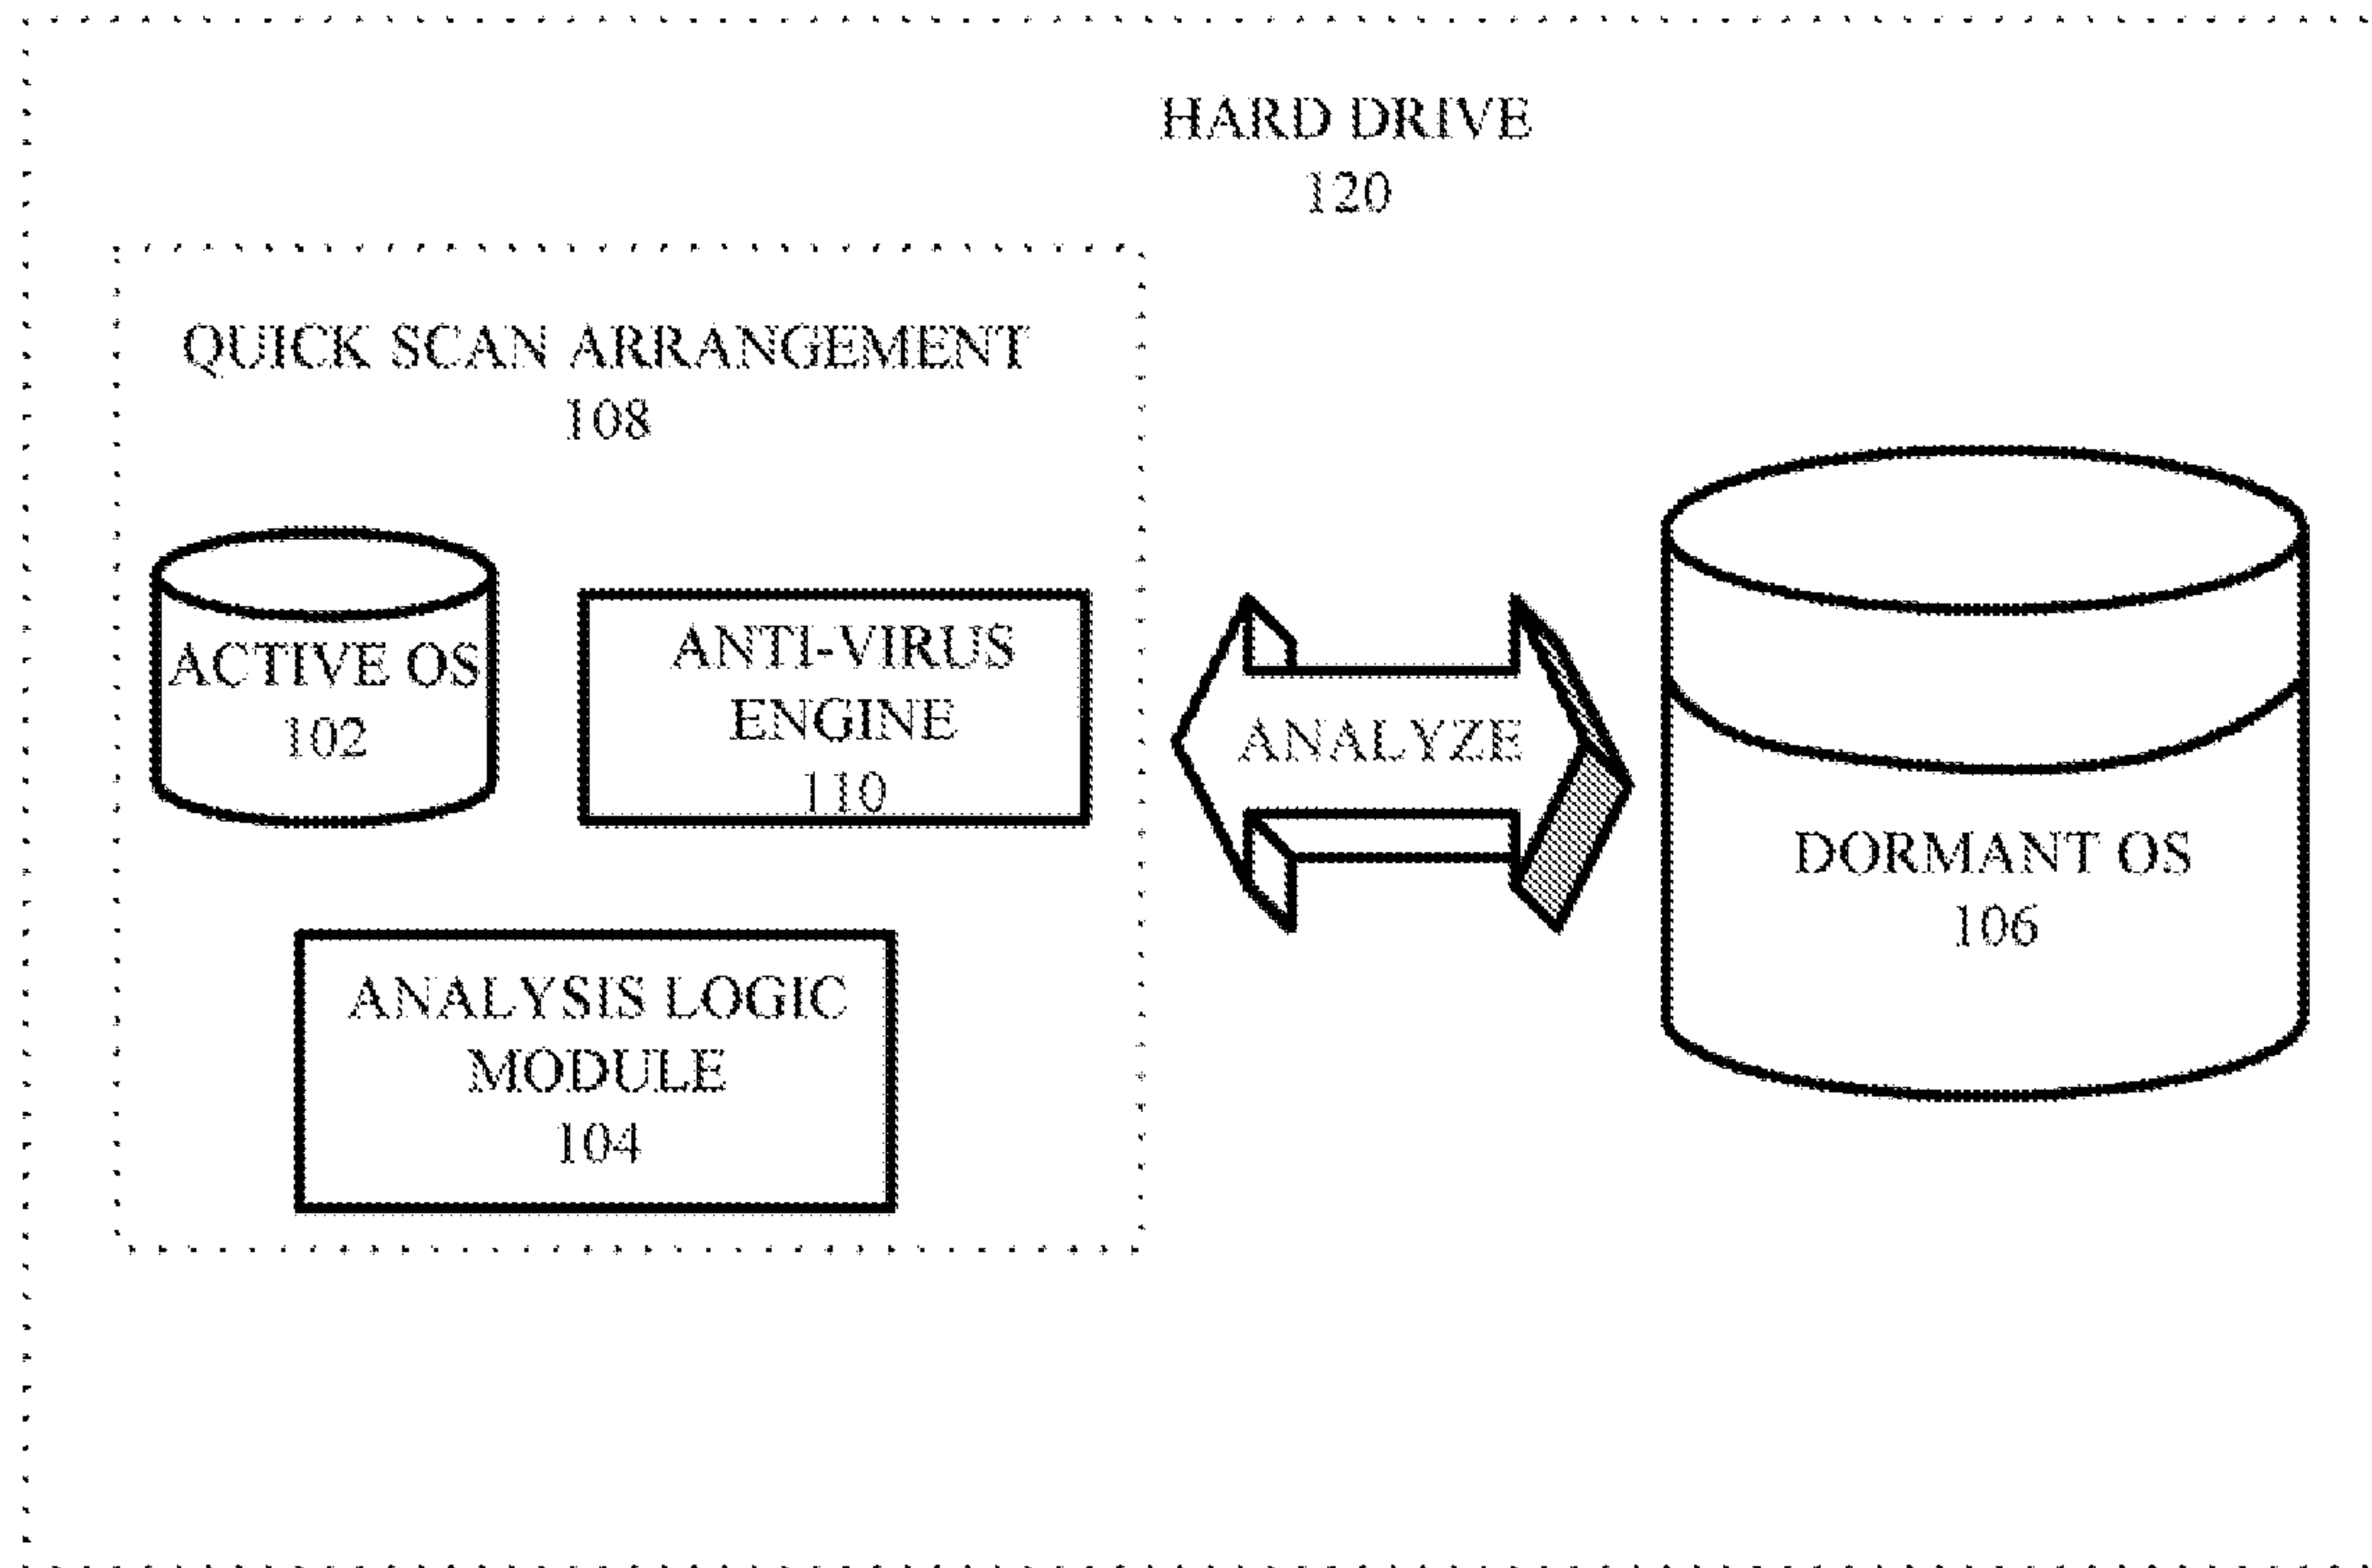 HARD DRIVE
120
QUICK SCAN ARRANGEMENT
108
ACTIVE OS
102
ANTI-VIRUS
ENGINE
110
ANALYZE
DORMANT OS
106
ANALYSIS LOGIC
MODULE
104